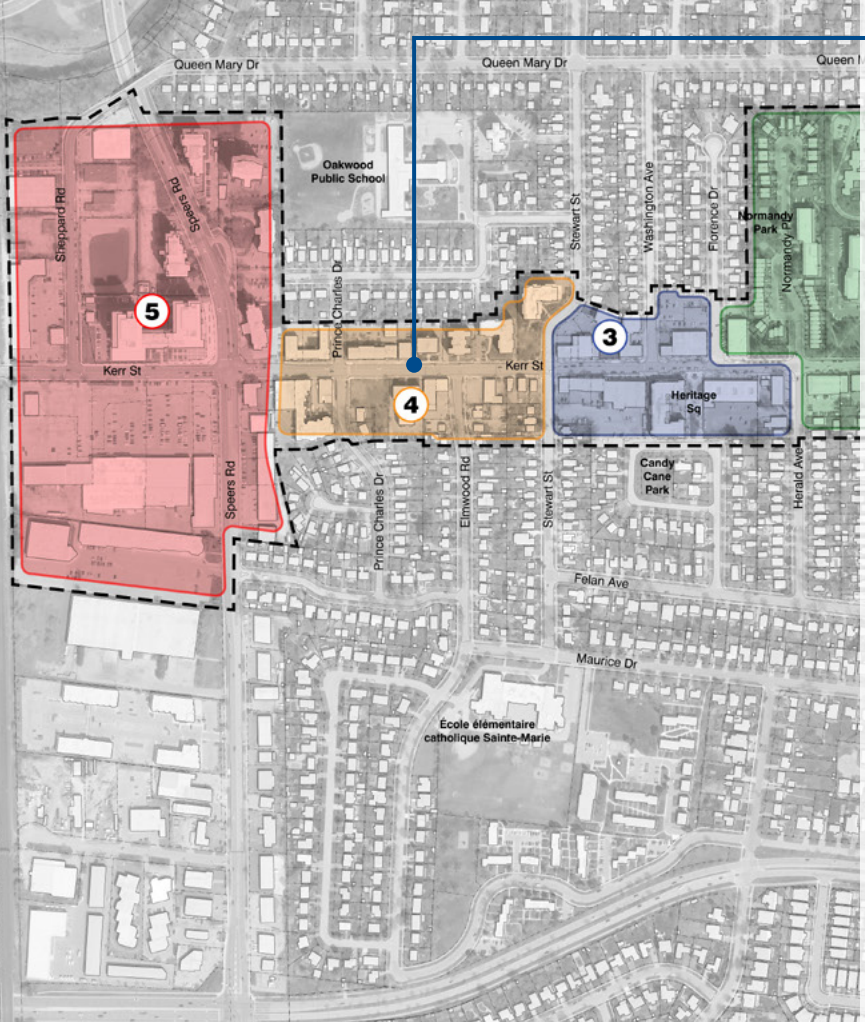 Queen Mary Dr
Queen Mary Dr
Oakwood
Public School
Sheppard Rd
Speers Rd
Stewart St
Washington Ave
Florence Dr
Normandy
Park
Normandy Pl
Prince Charles Dr
5
3
Kerr St
Kerr St
4
Heritage
Sq
Candy
Cane
Park
Speers Rd
Prince Charles Dr
Elmwood Rd
Stewart St
Herald Ave
Felan Ave
Maurice Dr
École élémentaire
catholique Sainte-Marie